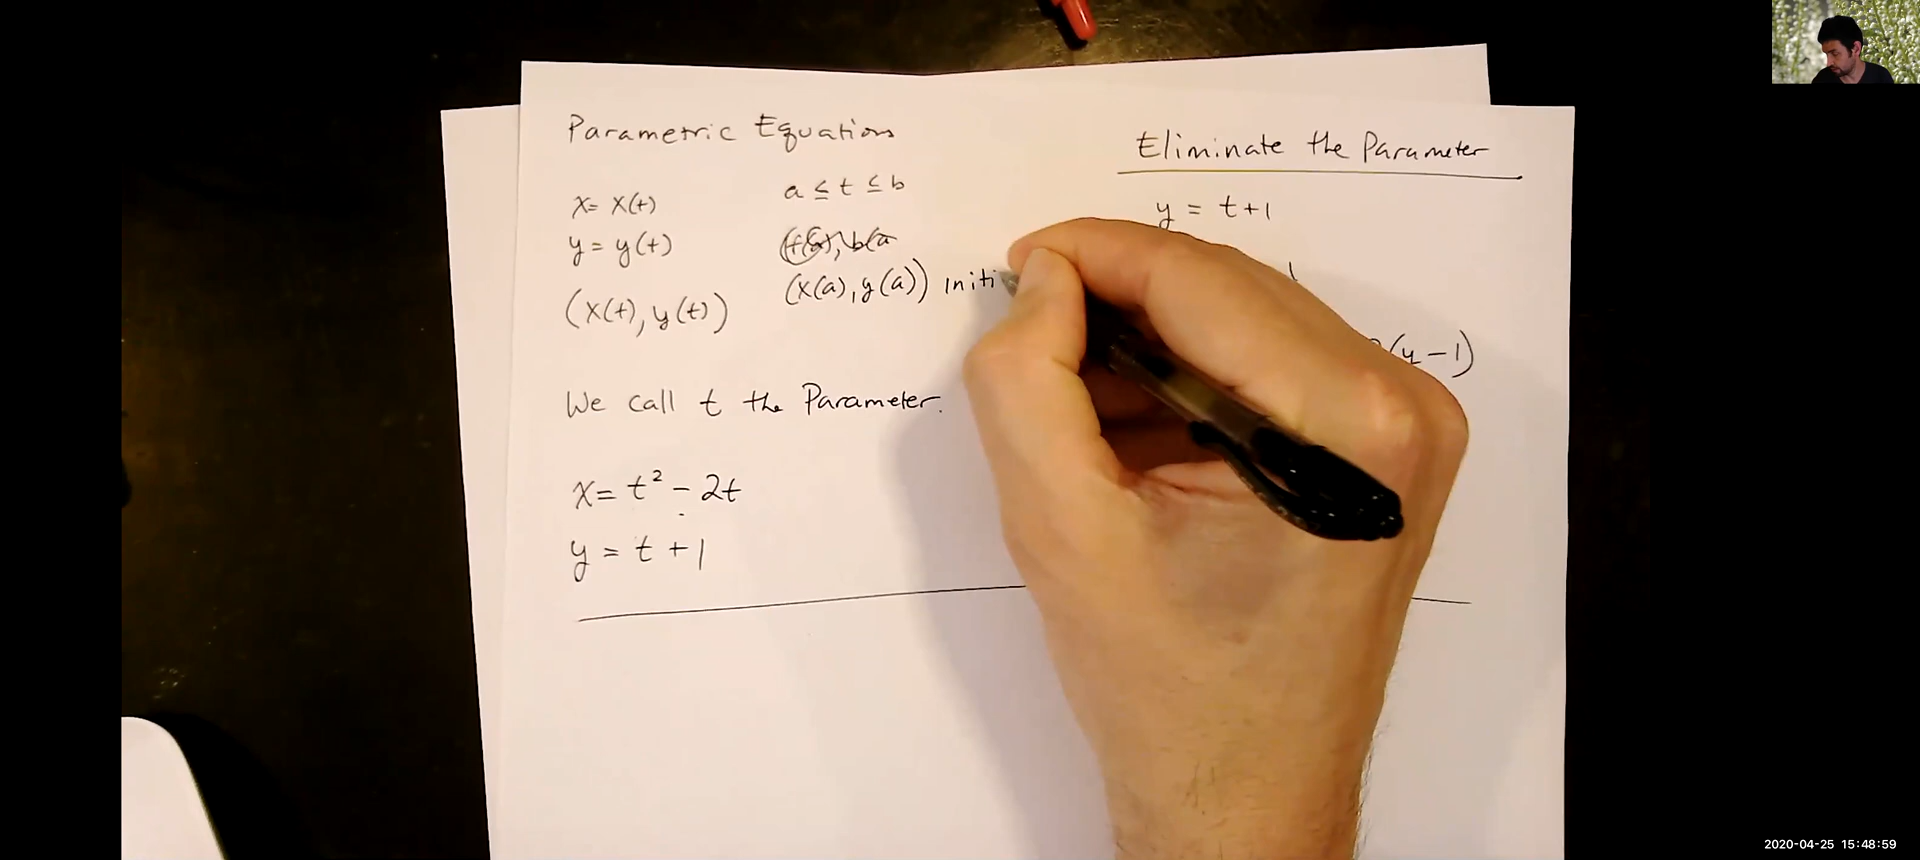 Parametric Equations
x = x(t)
y = y(t)
(x(t), y(t))
a ≤ t ≤ b
(x(a), y(a)) initi
We call t the Parameter.
x = t² - 2t
y = t + 1
Eliminate the Parameter
y = t+1
(y - 1)
2020-04-25 15:48:59